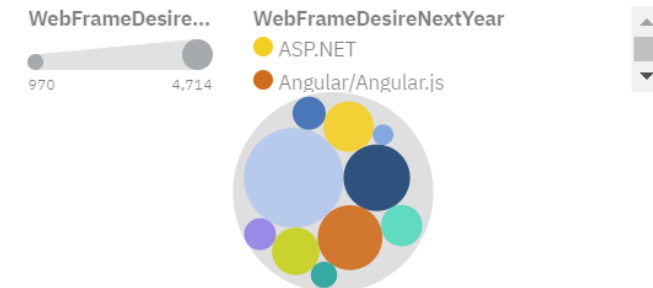 WebFrameDesire...
970
4,714
WebFrameDesireNextYear
ASP.NET
Angular/Angular.js